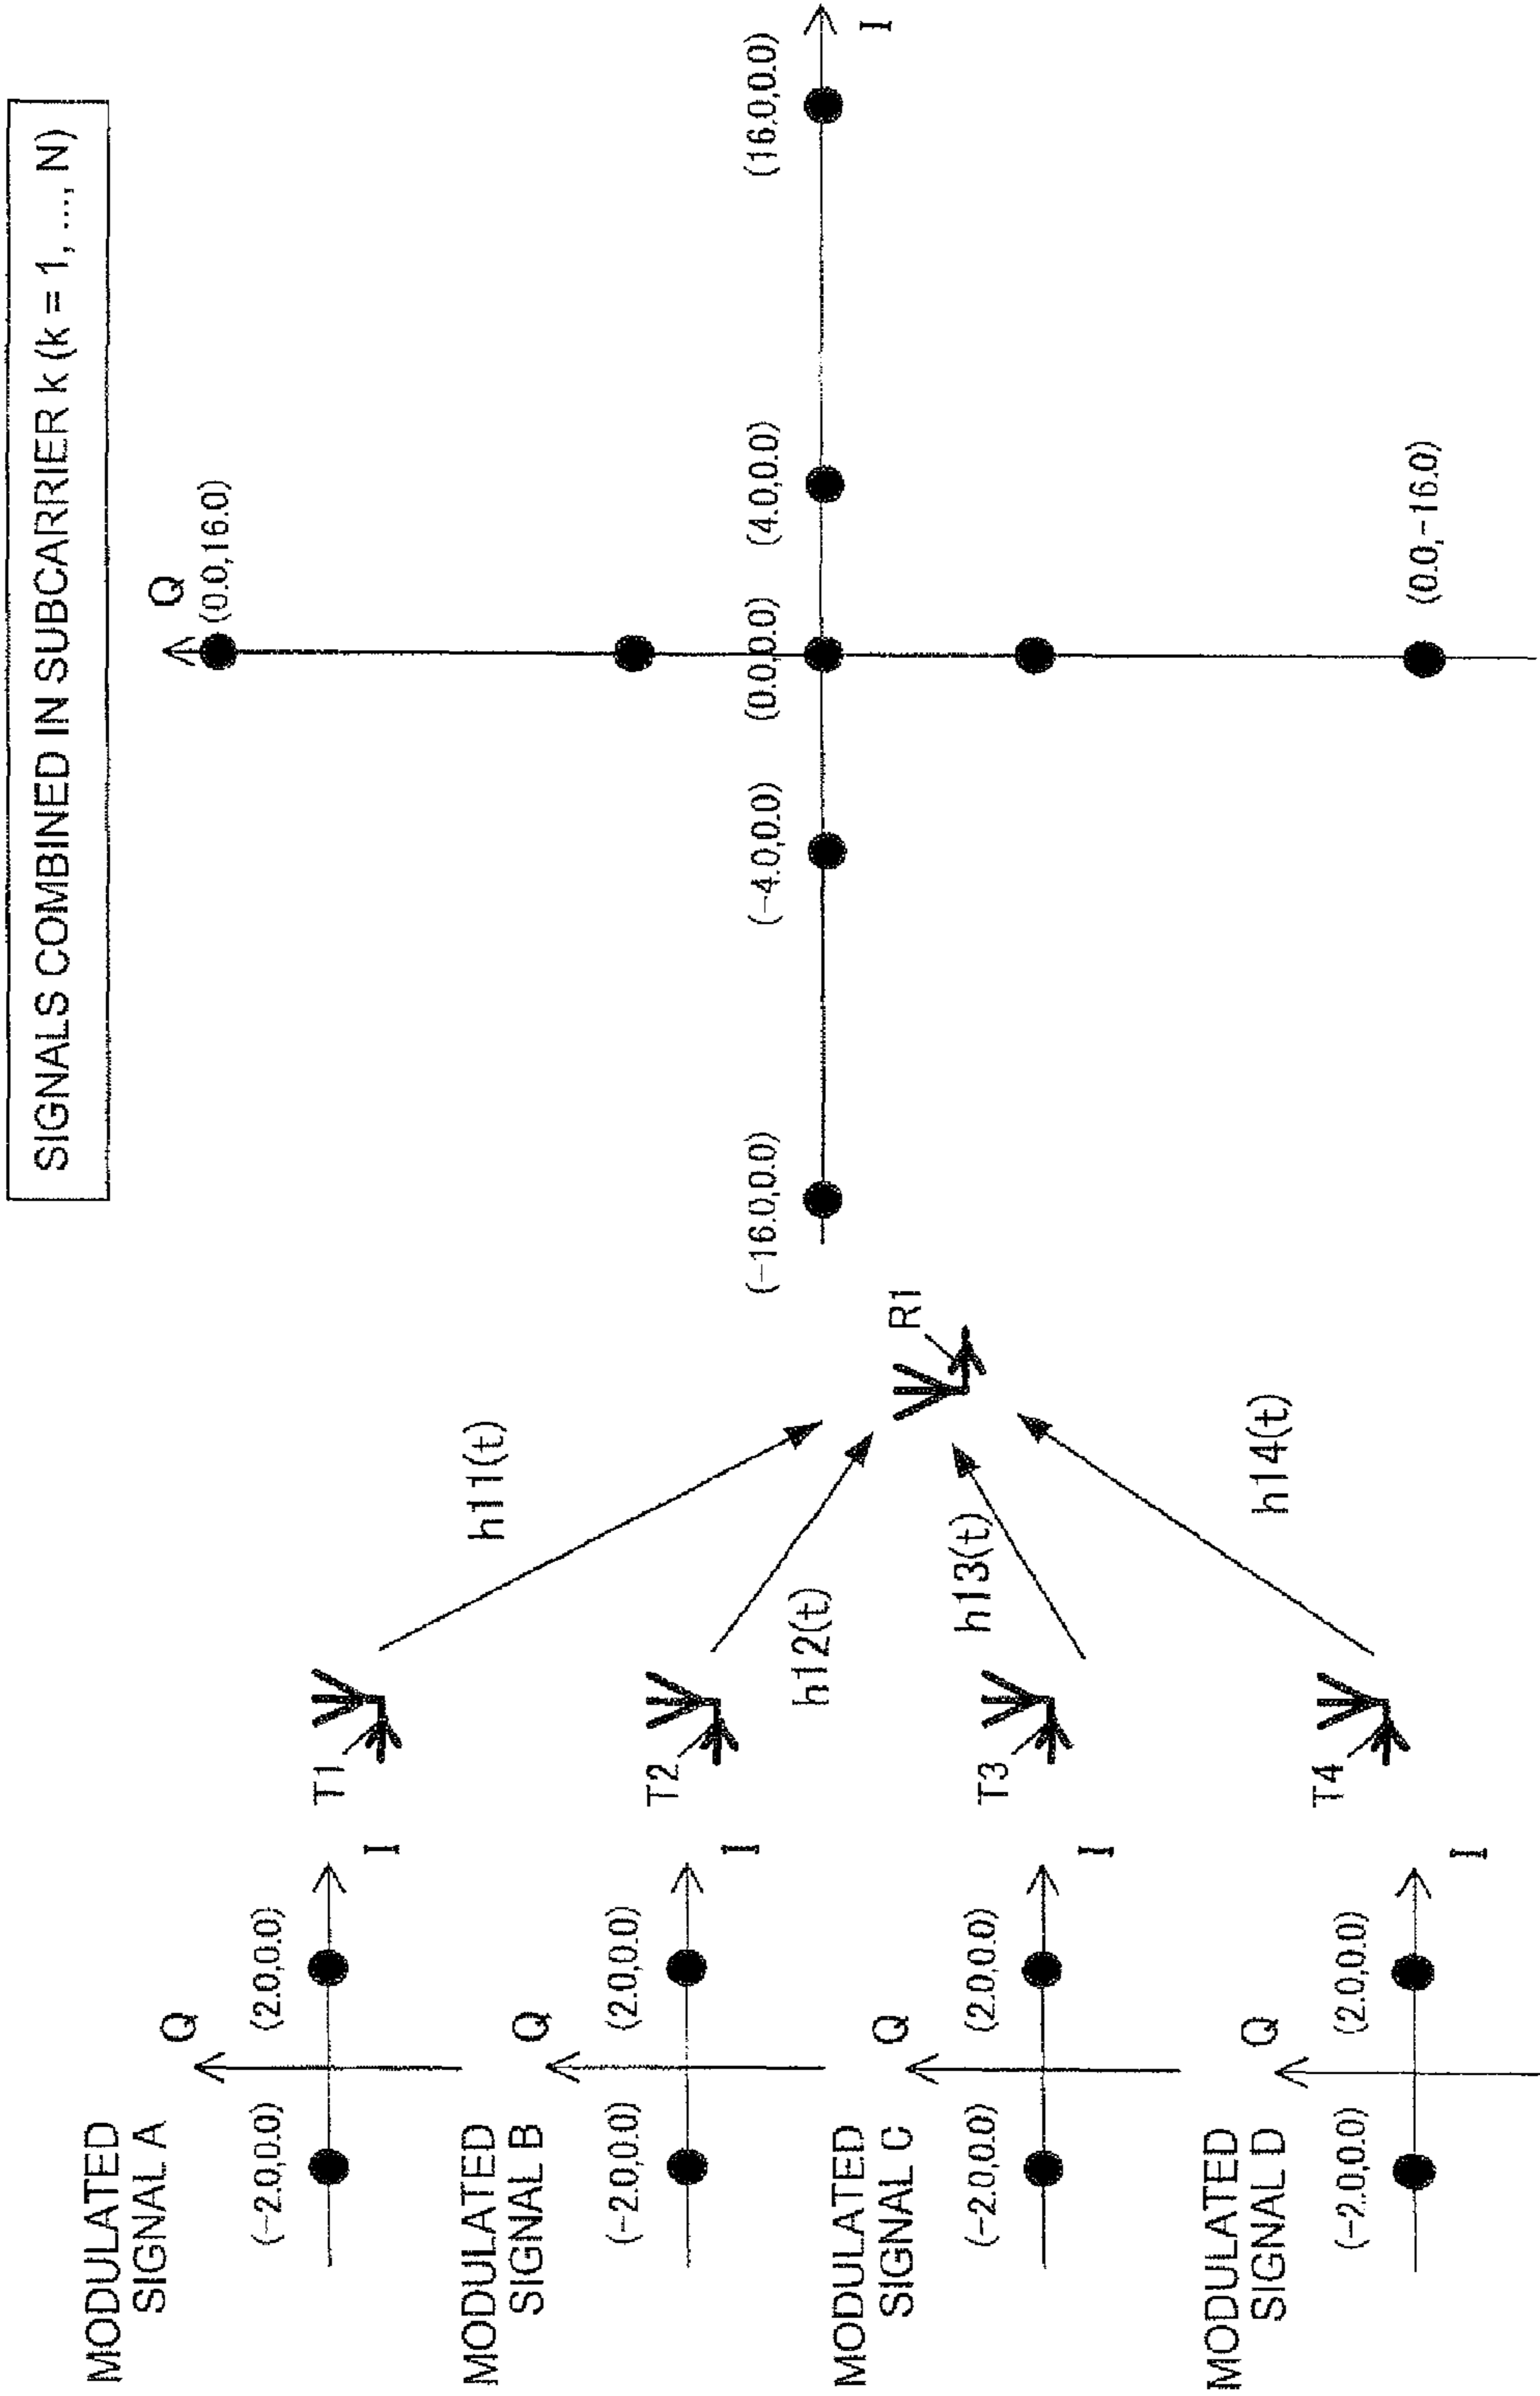 SIGNALS COMBINED IN SUBCARRIER k (k = 1, ..., N)
MODULATED
SIGNAL A
Q
(-2.0,0.0)
(2.0,0.0)
I
T1
h11(t)
MODULATED
SIGNAL B
Q
(-2.0,0.0)
(2.0,0.0)
I
T2
h12(t)
MODULATED
SIGNAL C
Q
(-2.0,0.0)
(2.0,0.0)
I
T3
h13(t)
MODULATED
SIGNAL D
Q
(-2.0,0.0)
(2.0,0.0)
I
T4
h14(t)
R1
Q
(0.0,16.0)
(-16.0,0.0)
(-4.0,0.0)
(0.0,0.0)
(4.0,0.0)
(16.0,0.0)
I
(0.0,-16.0)